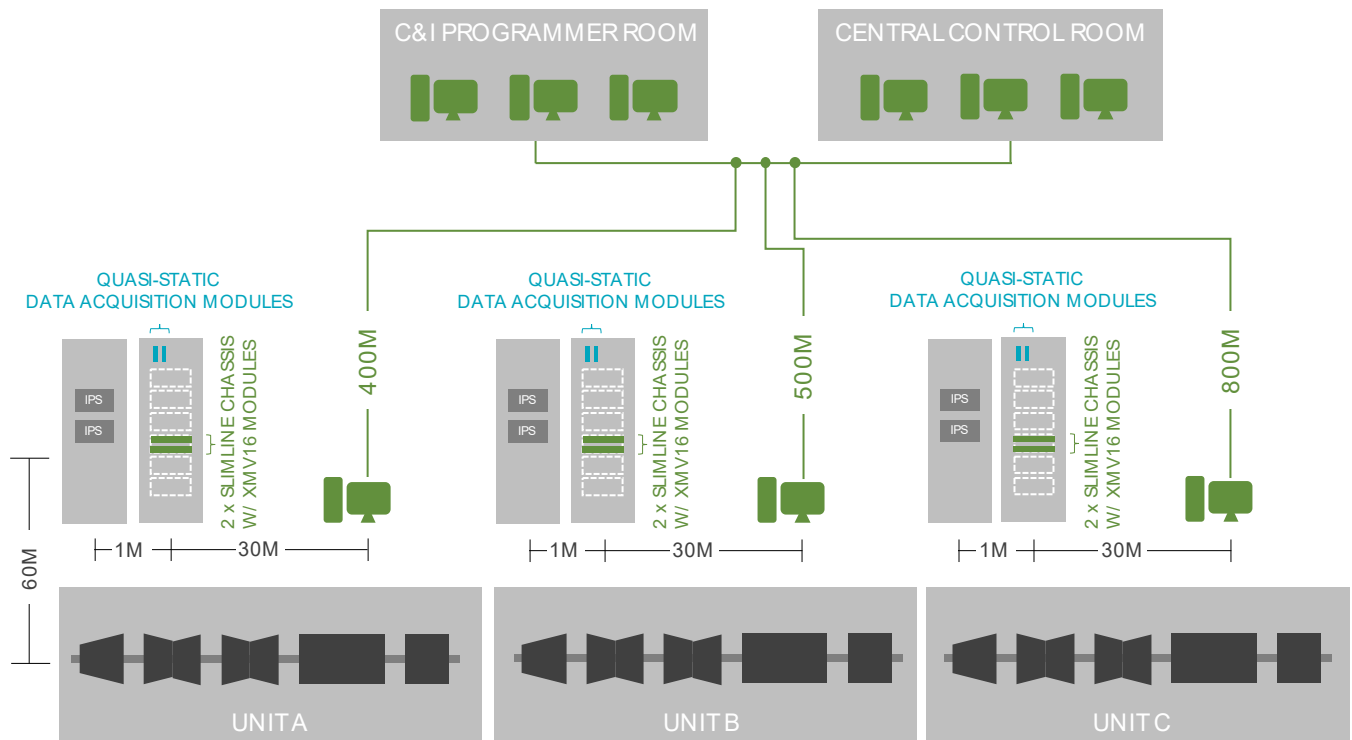 C&I PROGRAMMER ROOM
CENTRAL CONTROL ROOM
QUASI-STATIC
DATA ACQUISITION MODULES
QUASI-STATIC
DATA ACQUISITION MODULES
QUASI-STATIC
DATA ACQUISITION MODULES
IPS
IPS
2 x SLIMLINE CHASSIS
W/ XMV16 MODULES
400M
IPS
IPS
2 x SLIMLINE CHASSIS
W/ XMV16 MODULES
500M
IPS
IPS
2 x SLIMLINE CHASSIS
W/ XMV16 MODULES
800M
60M
1M
30M
1M
30M
1M
30M
UNIT A
UNIT B
UNIT C